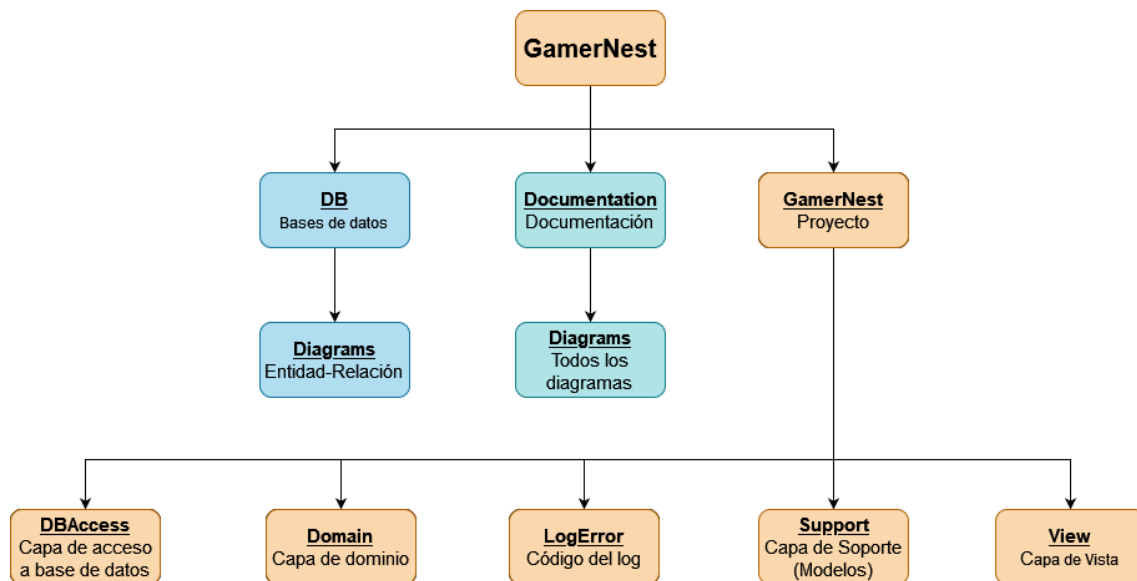 GamerNest
DB
Bases de datos
Documentation
Documentación
GamerNest
Proyecto
Diagrams
Entidad-Relación
Diagrams
Todos los
diagramas
DBAccess
Capa de acceso
a base de datos
Domain
Capa de dominio
LogError
Código del log
Support
Capa de Soporte
(Modelos)
View
Capa de Vista